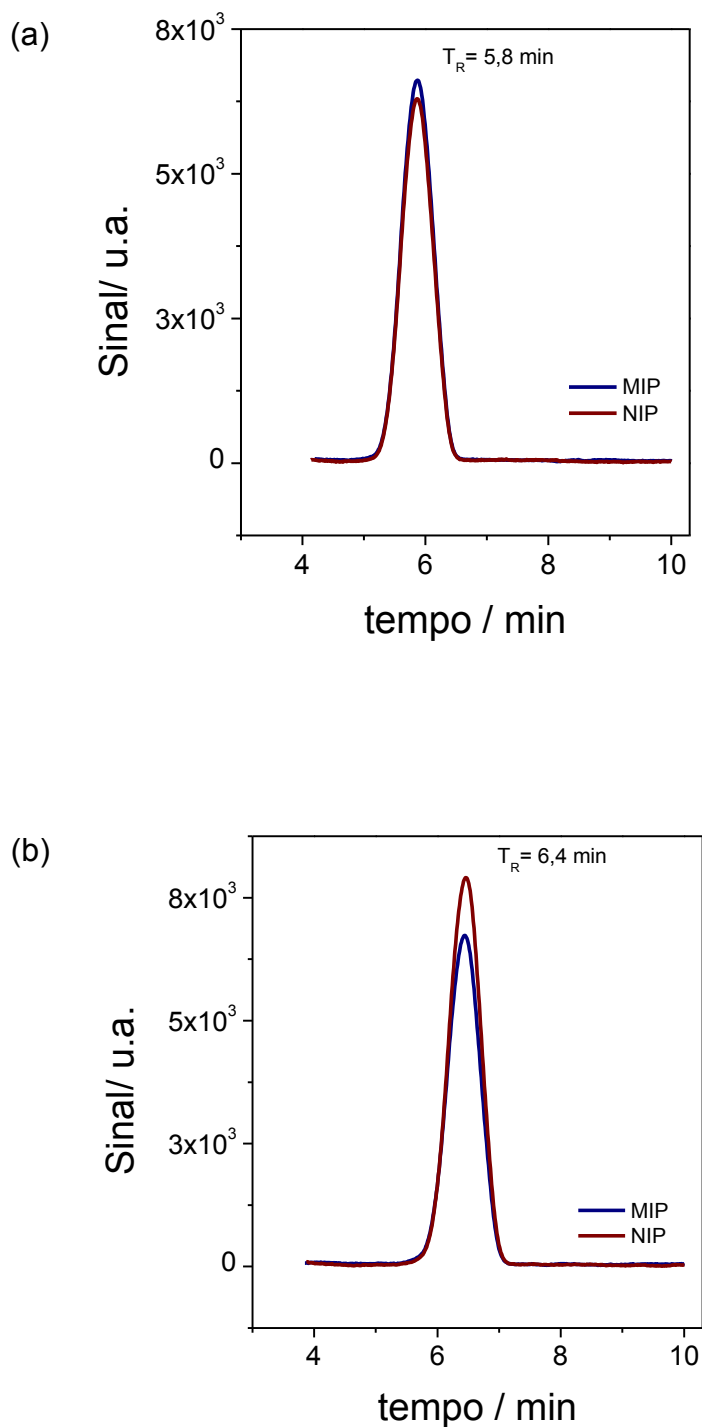 (a)
8x10³
T_R= 5,8 min
5x10³
3x10³
0
Sinal/ u.a.
MIP
NIP
4 6 8 10
tempo / min
(b)
T_R= 6,4 min
8x10³
5x10³
3x10³
0
Sinal/ u.a.
MIP
NIP
4 6 8 10
tempo / min